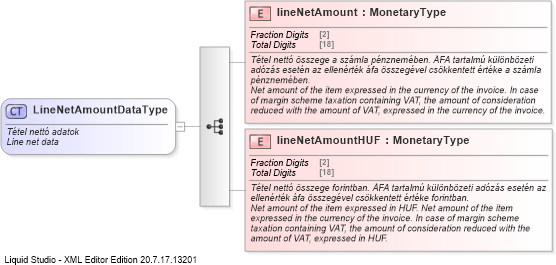 CT LineNetAmountDataType
Tétel nettó adatok
Line net data
E lineNetAmount : MonetaryType
Fraction Digits [2]
Total Digits [18]
Tétel nettó összege a számla pénznemében. ÁFA tartalmú különbözeti
adózás esetén az ellenérték áfa összegével csökkentett értéke a számla
pénznemében.
Net amount of the item expressed in the currency of the invoice. In case
of margin scheme taxation containing VAT, the amount of consideration
reduced with the amount of VAT, expressed in the currency of the invoice.
E lineNetAmountHUF : MonetaryType
Fraction Digits [2]
Total Digits [18]
Tétel nettó összege forintban. ÁFA tartalmú különbözeti adózás esetén az
ellenérték áfa összegével csökkentett értéke forintban.
Net amount of the item expressed in HUF. Net amount of the item
expressed in the currency of the invoice. In case of margin scheme
taxation containing VAT, the amount of consideration reduced with the
amount of VAT, expressed in HUF.
Liquid Studio - XML Editor Edition 20.7.17.13201